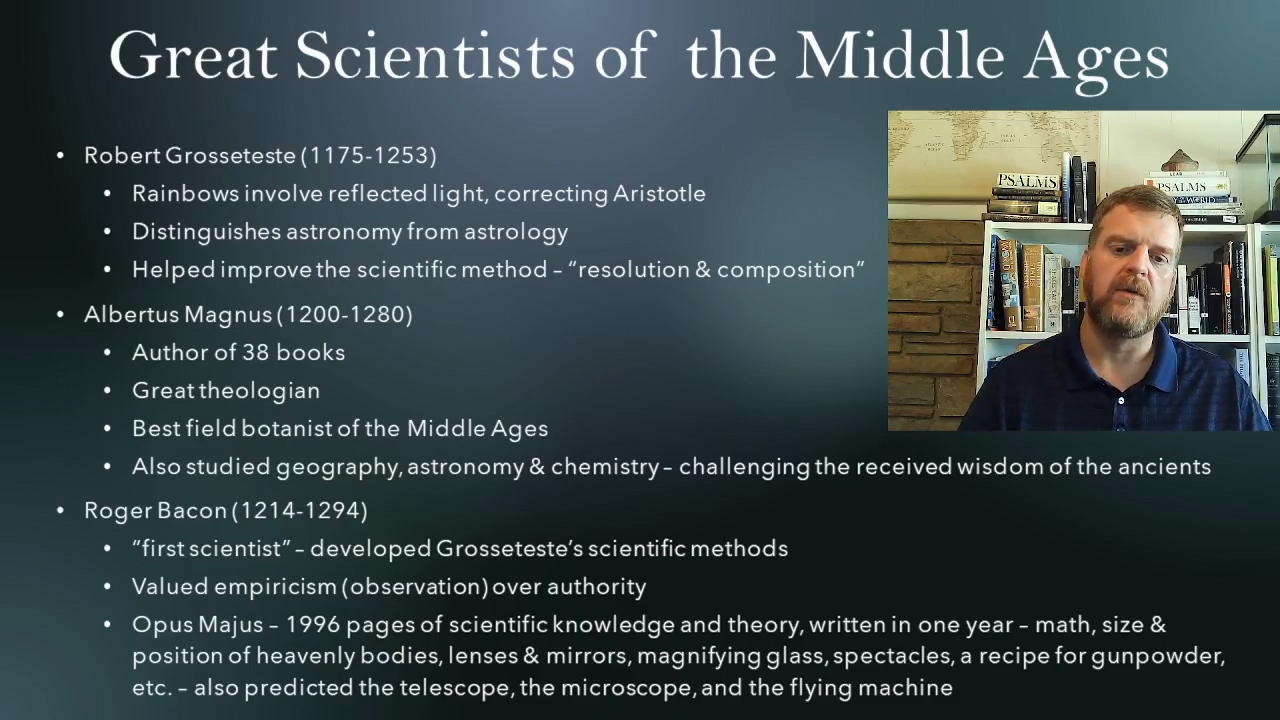 Great Scientists of the Middle Ages
• Robert Grosseteste (1175-1253)
• Rainbows involve reflected light, correcting Aristotle
• Distinguishes astronomy from astrology
• Helped improve the scientific method – “resolution & composition”
• Albertus Magnus (1200-1280)
• Author of 38 books
• Great theologian
• Best field botanist of the Middle Ages
• Also studied geography, astronomy & chemistry – challenging the received wisdom of the ancients
• Roger Bacon (1214-1294)
• “first scientist” – developed Grosseteste’s scientific methods
• Valued empiricism (observation) over authority
• Opus Majus – 1996 pages of scientific knowledge and theory, written in one year – math, size &
position of heavenly bodies, lenses & mirrors, magnifying glass, spectacles, a recipe for gunpowder,
etc. – also predicted the telescope, the microscope, and the flying machine
PSALMS
PSALMS